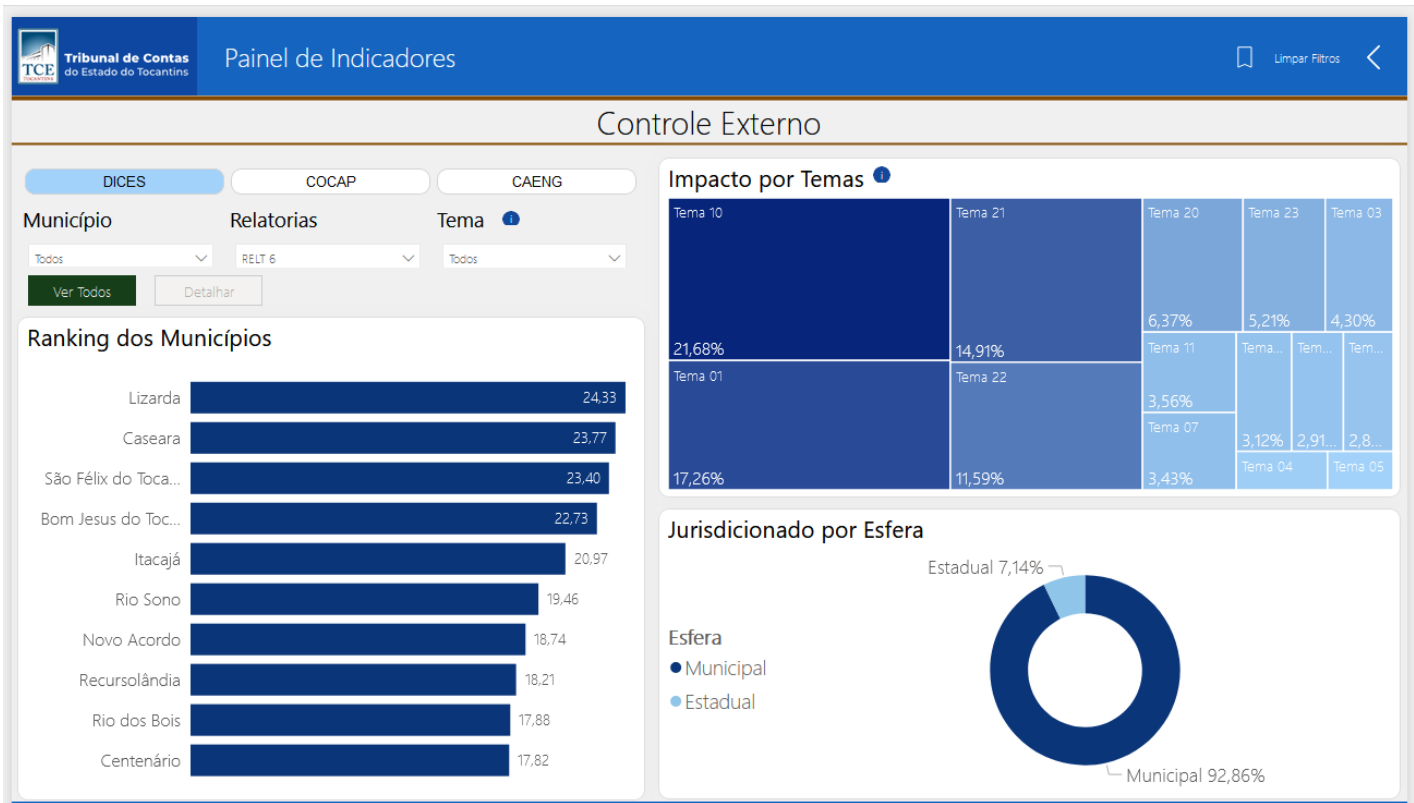 TCE
TOCANTINS
Tribunal de Contas
do Estado do Tocantins
Painel de Indicadores
Limpar Filtros
Controle Externo
DICES
COCAP
CAENG
Município
Relatorias
Tema
Todos
RELT 6
Todos
Ver Todos
Detalhar
Ranking dos Municípios
Lizarda
24,33
Caseara
23,77
São Félix do Toca...
23,40
Bom Jesus do Toc...
22,73
Itacajá
20,97
Rio Sono
19,46
Novo Acordo
18,74
Recursolândia
18,21
Rio dos Bois
17,88
Centenário
17,82
Impacto por Temas
Tema 10
21,68%
Tema 01
17,26%
Tema 21
14,91%
Tema 22
11,59%
Tema 20
6,37%
Tema 23
5,21%
Tema 03
4,30%
Tema 11
3,56%
Tema 07
3,43%
Tema...
3,12%
Tem...
2,91...
Tem...
2,8...
Tema 04
Tema 05
Jurisdicionado por Esfera
Esfera
Municipal
Estadual
Estadual 7,14%
Municipal 92,86%